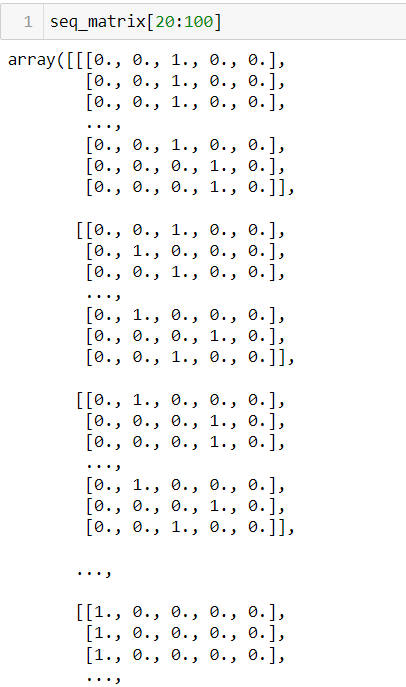 1 seq_matrix[20:100]
array([[[0., 0., 1., 0., 0.],
[0., 0., 1., 0., 0.],
[0., 0., 1., 0., 0.],
...,
[0., 0., 1., 0., 0.],
[0., 0., 0., 1., 0.],
[0., 0., 0., 1., 0.]],
[[0., 0., 1., 0., 0.],
[0., 1., 0., 0., 0.],
[0., 0., 1., 0., 0.],
...,
[0., 1., 0., 0., 0.],
[0., 0., 0., 1., 0.],
[0., 0., 1., 0., 0.]],
[[0., 1., 0., 0., 0.],
[0., 0., 0., 1., 0.],
[0., 0., 0., 1., 0.],
...,
[0., 1., 0., 0., 0.],
[0., 0., 0., 1., 0.],
[0., 0., 1., 0., 0.]],
...,
[[1., 0., 0., 0., 0.],
[1., 0., 0., 0., 0.],
[1., 0., 0., 0., 0.],
...,